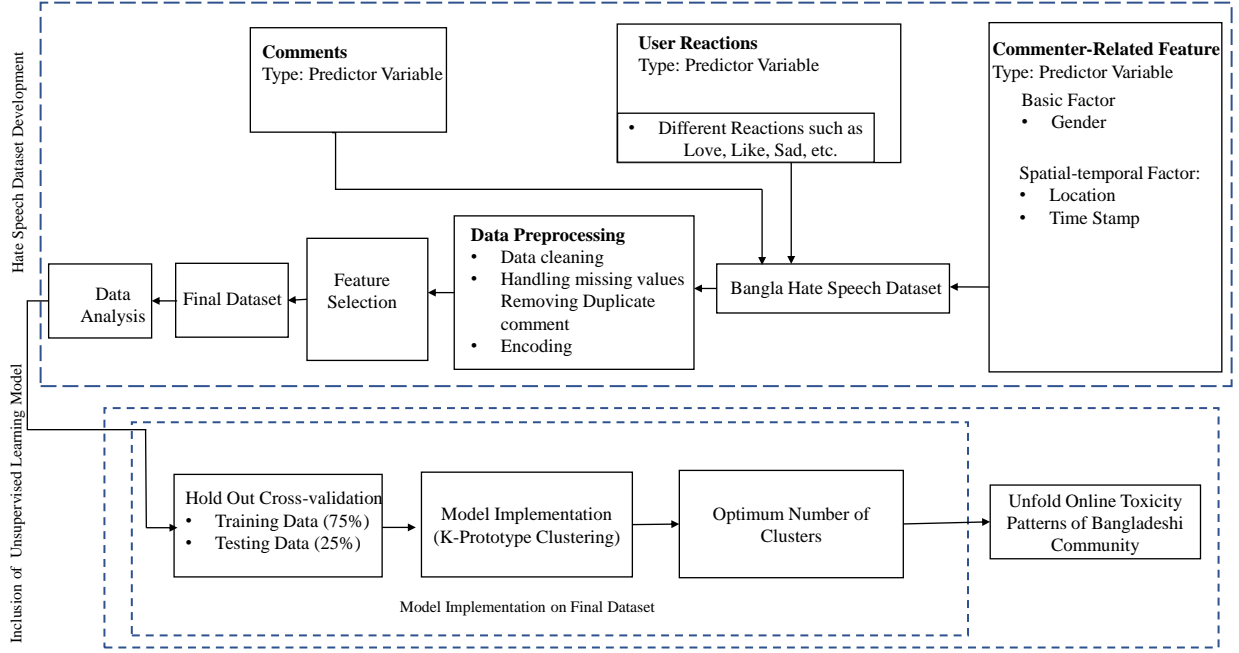 Hate Speech Dataset Development
Comments
Type: Predictor Variable
User Reactions
Type: Predictor Variable
• Different Reactions such as
Love, Like, Sad, etc.
Commenter-Related Feature
Type: Predictor Variable
Basic Factor
• Gender
Spatial-temporal Factor:
• Location
• Time Stamp
Bangla Hate Speech Dataset
Data Preprocessing
• Data cleaning
• Handling missing values
Removing Duplicate
comment
• Encoding
Feature
Selection
Final Dataset
Data
Analysis
Inclusion of Unsupervised Learning Model
Hold Out Cross-validation
• Training Data (75%)
• Testing Data (25%)
Model Implementation
(K-Prototype Clustering)
Optimum Number of
Clusters
Unfold Online Toxicity
Patterns of Bangladeshi
Community
Model Implementation on Final Dataset